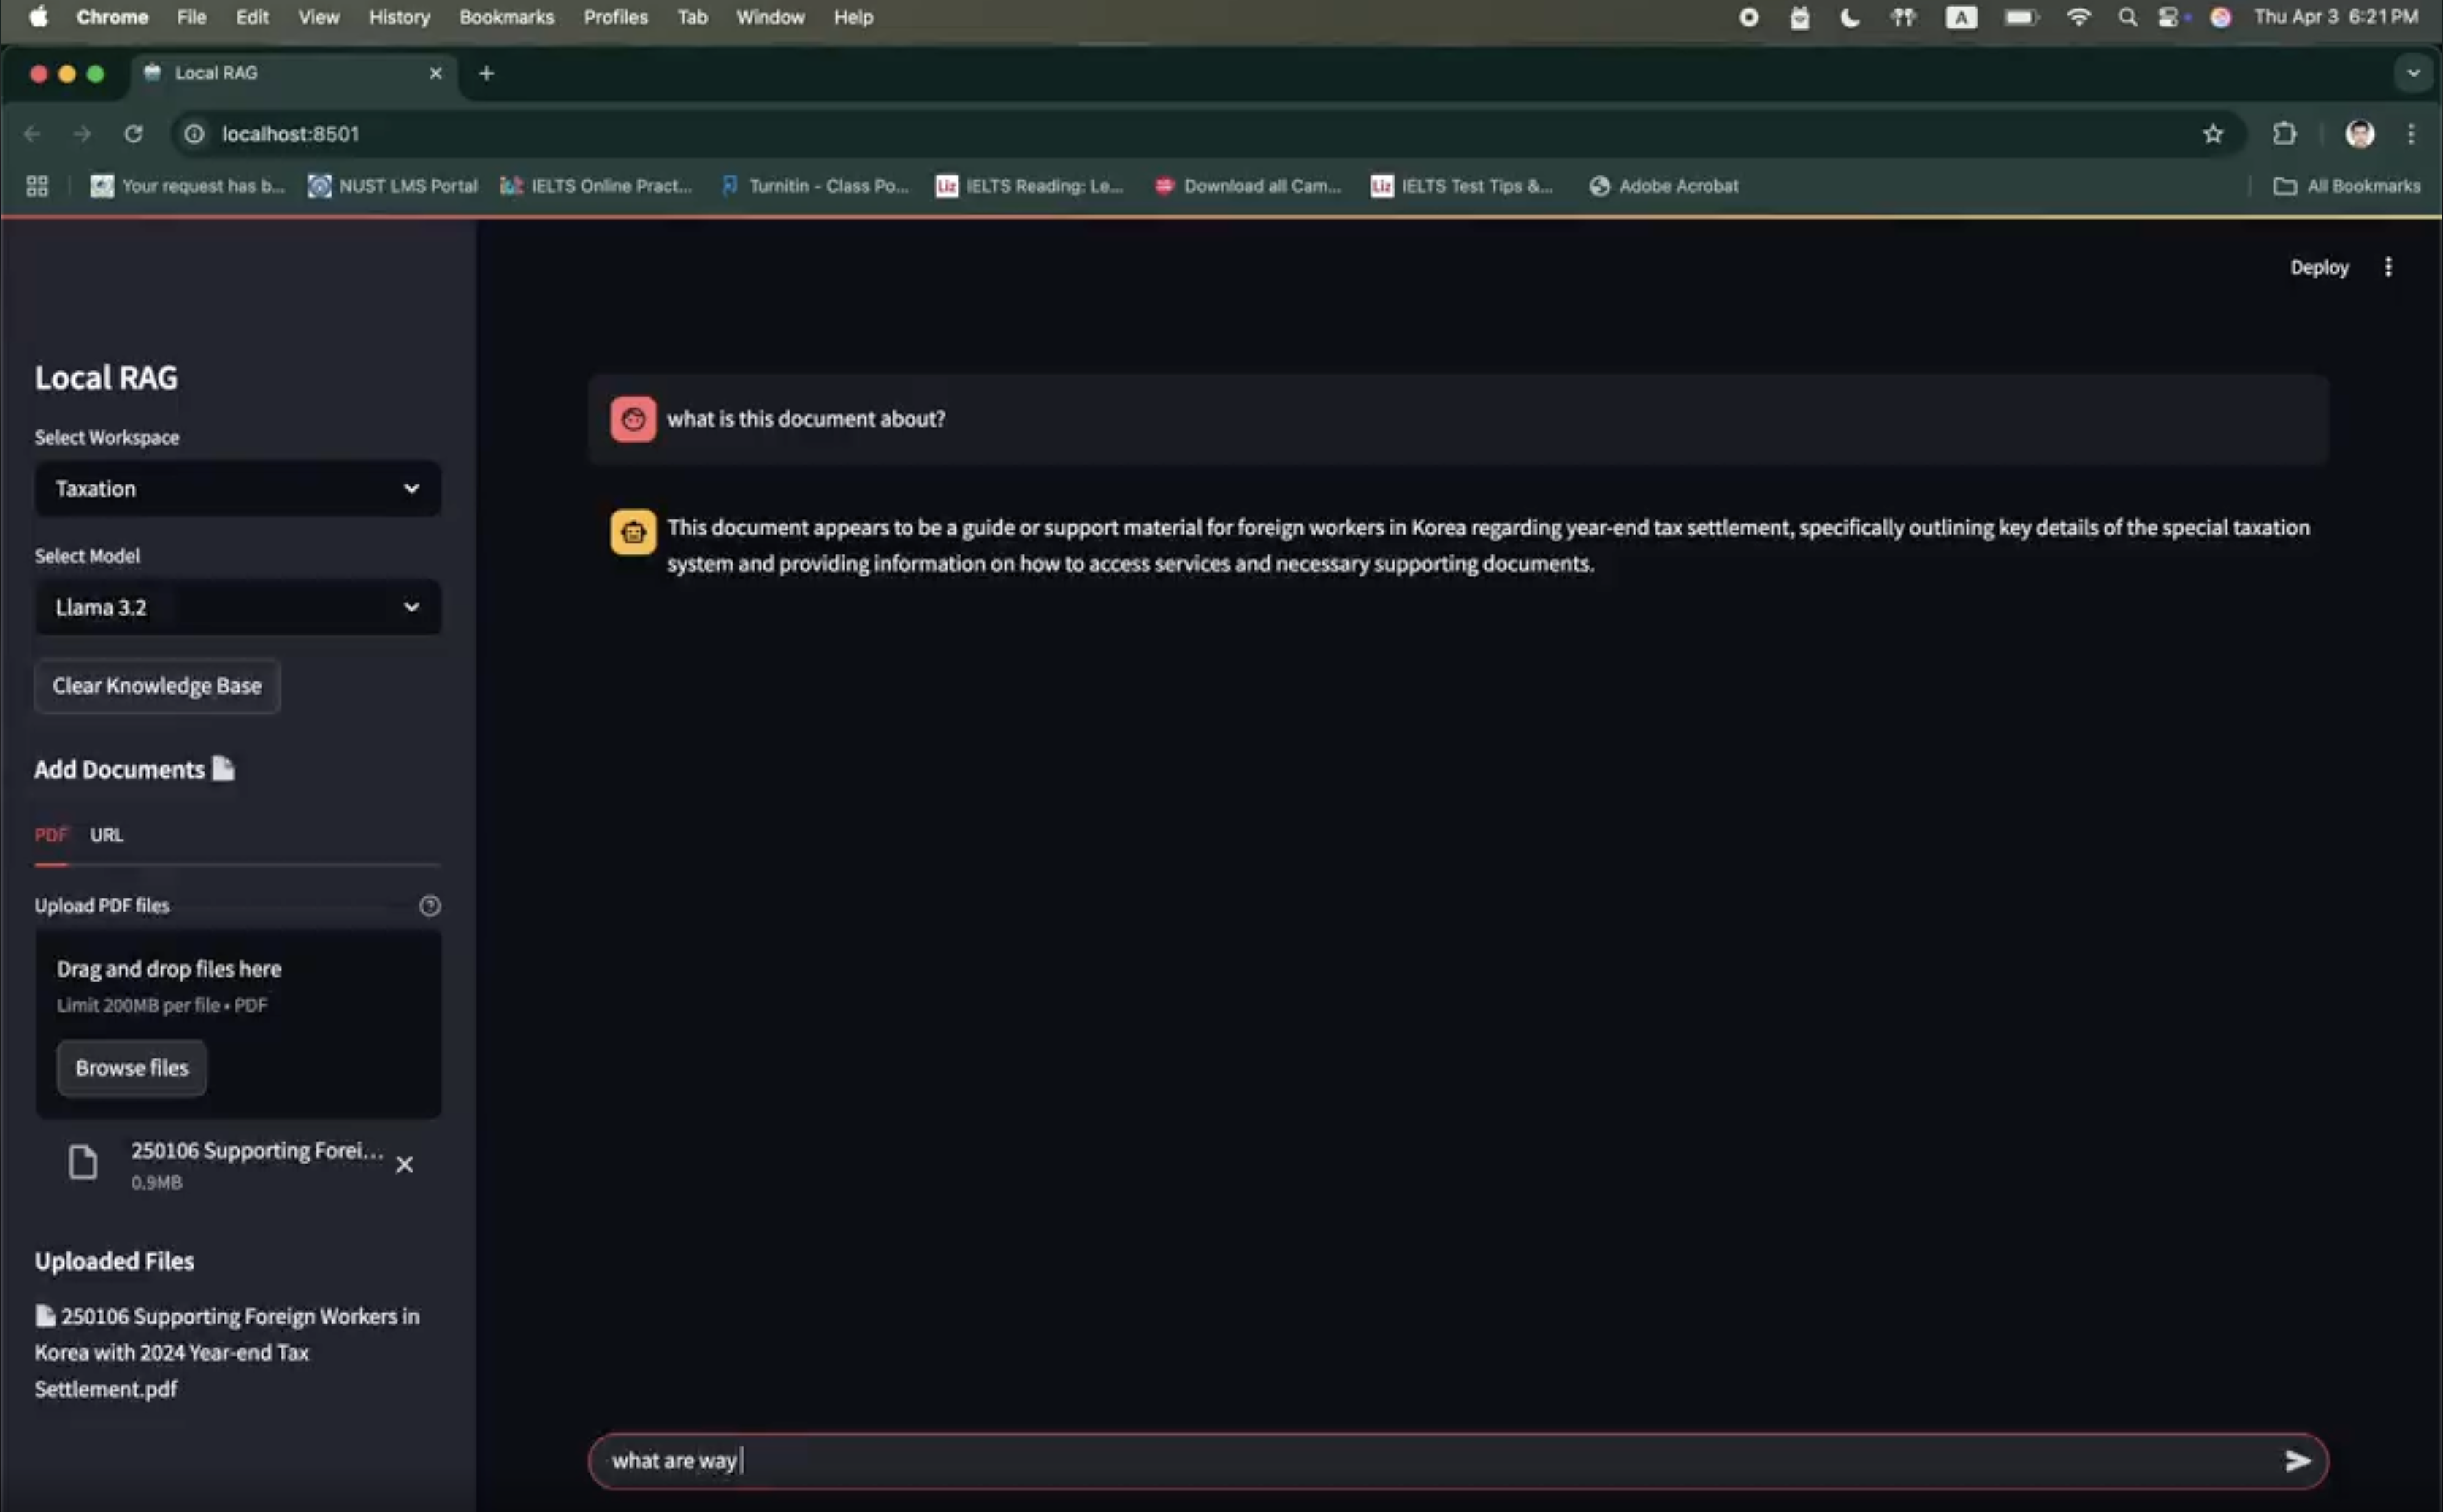 Chrome File Edit View History Bookmarks Profiles Tab Window Help A Thu Apr 3 6:21 PM
Local RAG
localhost:8501
Your request has b... NUST LMS Portal IELTS Online Pract... Turnitin - Class Po... Liz IELTS Reading: Le... Download all Cam... Liz IELTS Test Tips &... Adobe Acrobat All Bookmarks
Deploy
Local RAG
Select Workspace
Taxation
Select Model
Llama 3.2
Clear Knowledge Base
Add Documents
PDF URL
Upload PDF files
Drag and drop files here
Limit 200MB per file • PDF
Browse files
250106 Supporting Forei...
0.9MB
Uploaded Files
250106 Supporting Foreign Workers in
Korea with 2024 Year-end Tax
Settlement.pdf
what is this document about?
This document appears to be a guide or support material for foreign workers in Korea regarding year-end tax settlement, specifically outlining key details of the special taxation
system and providing information on how to access services and necessary supporting documents.
what are way